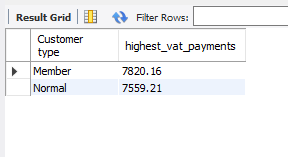 Result Grid Filter Rows:
Customer
type highest_vat_payments
Member 7820.16
Normal 7559.21